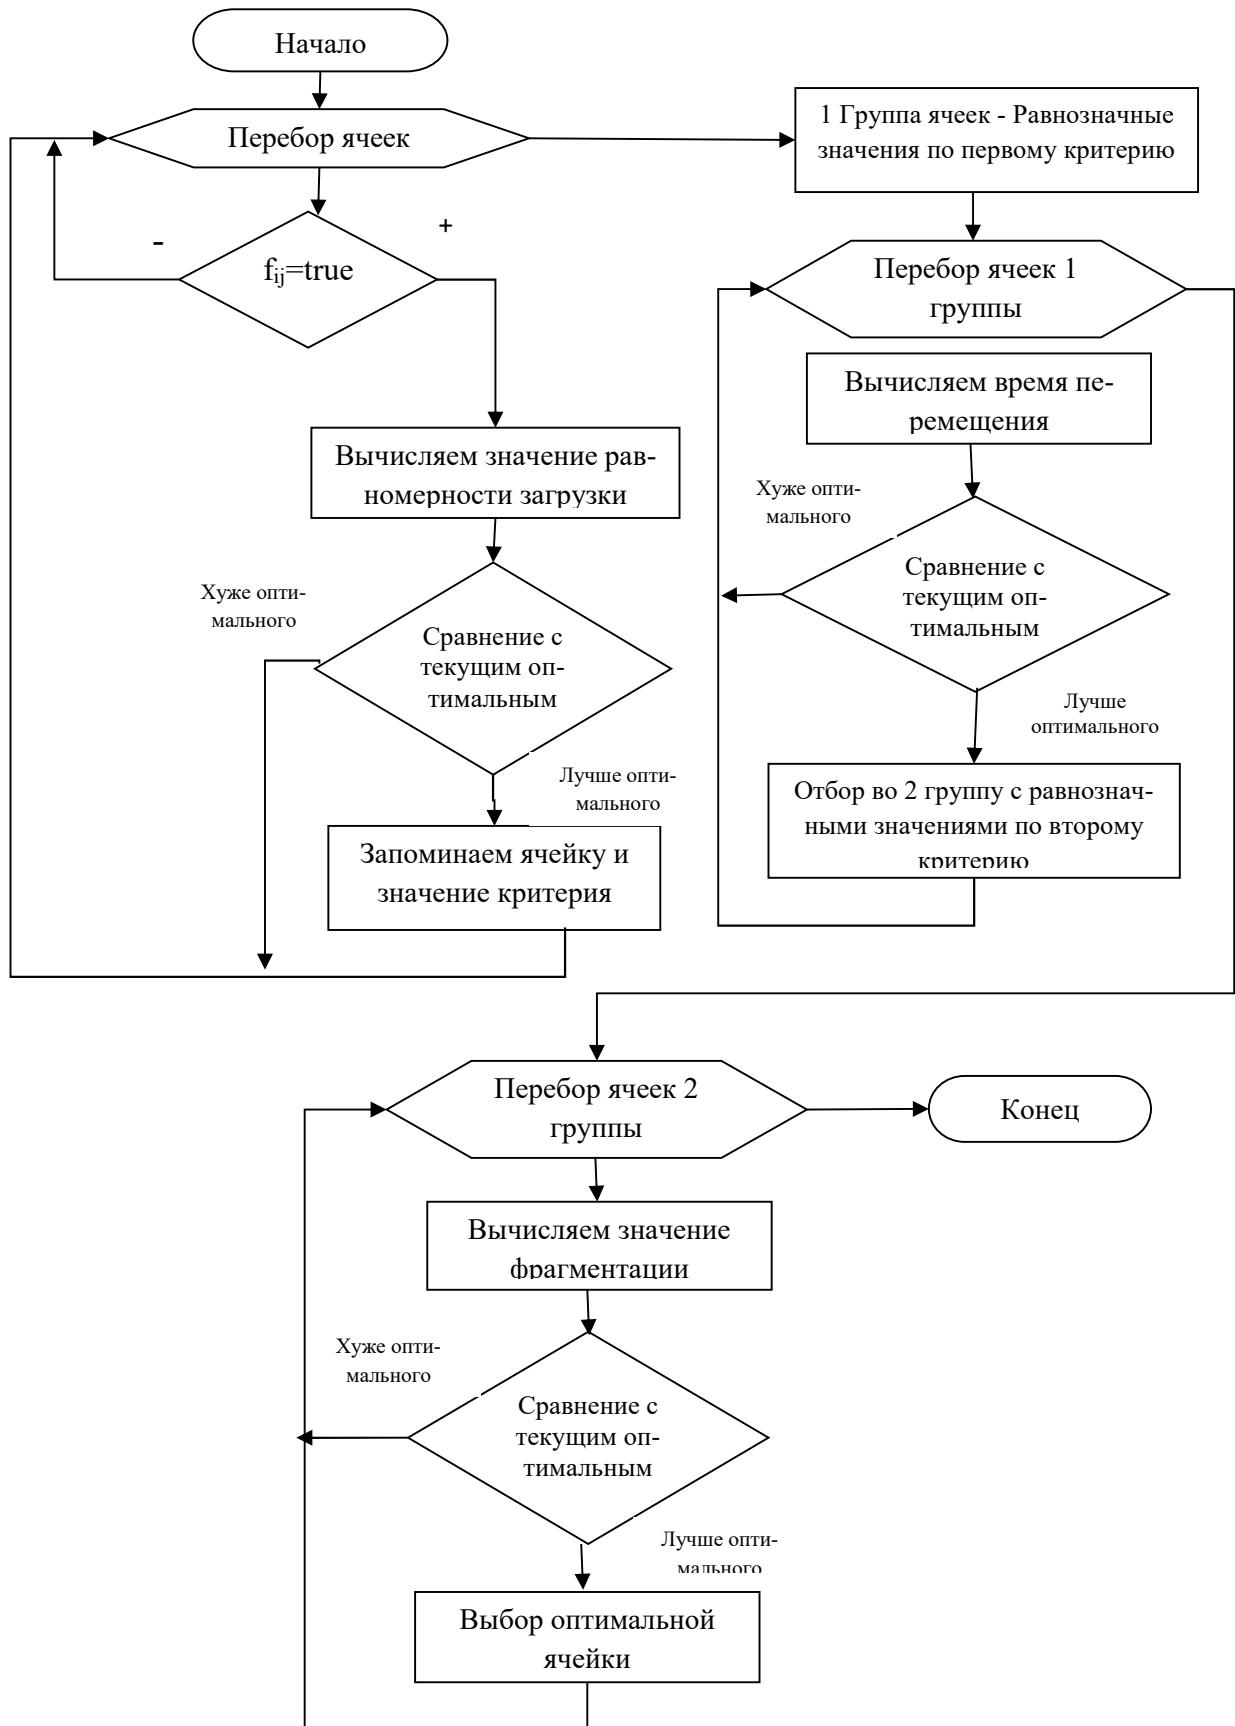 Начало
Перебор ячеек
-
+
fij=true
Вычисляем значение рав-
номерности загрузки
Хуже опти-
мального
Сравнение с
текущим оп-
тимальным
Лучше опти-
мального
Запоминаем ячейку и
значение критерия
1 Группа ячеек - Равнозначные
значения по первому критерию
Перебор ячеек 1
группы
Вычисляем время пе-
ремещения
Хуже опти-
мального
Сравнение с
текущим оп-
тимальным
Лучше
оптимального
Отбор во 2 группу с равнознач-
ными значениями по второму
критерию
Перебор ячеек 2
группы
Конец
Вычисляем значение
фрагментации
Хуже опти-
мального
Сравнение с
текущим оп-
тимальным
Лучше опти-
мального
Выбор оптимальной
ячейки